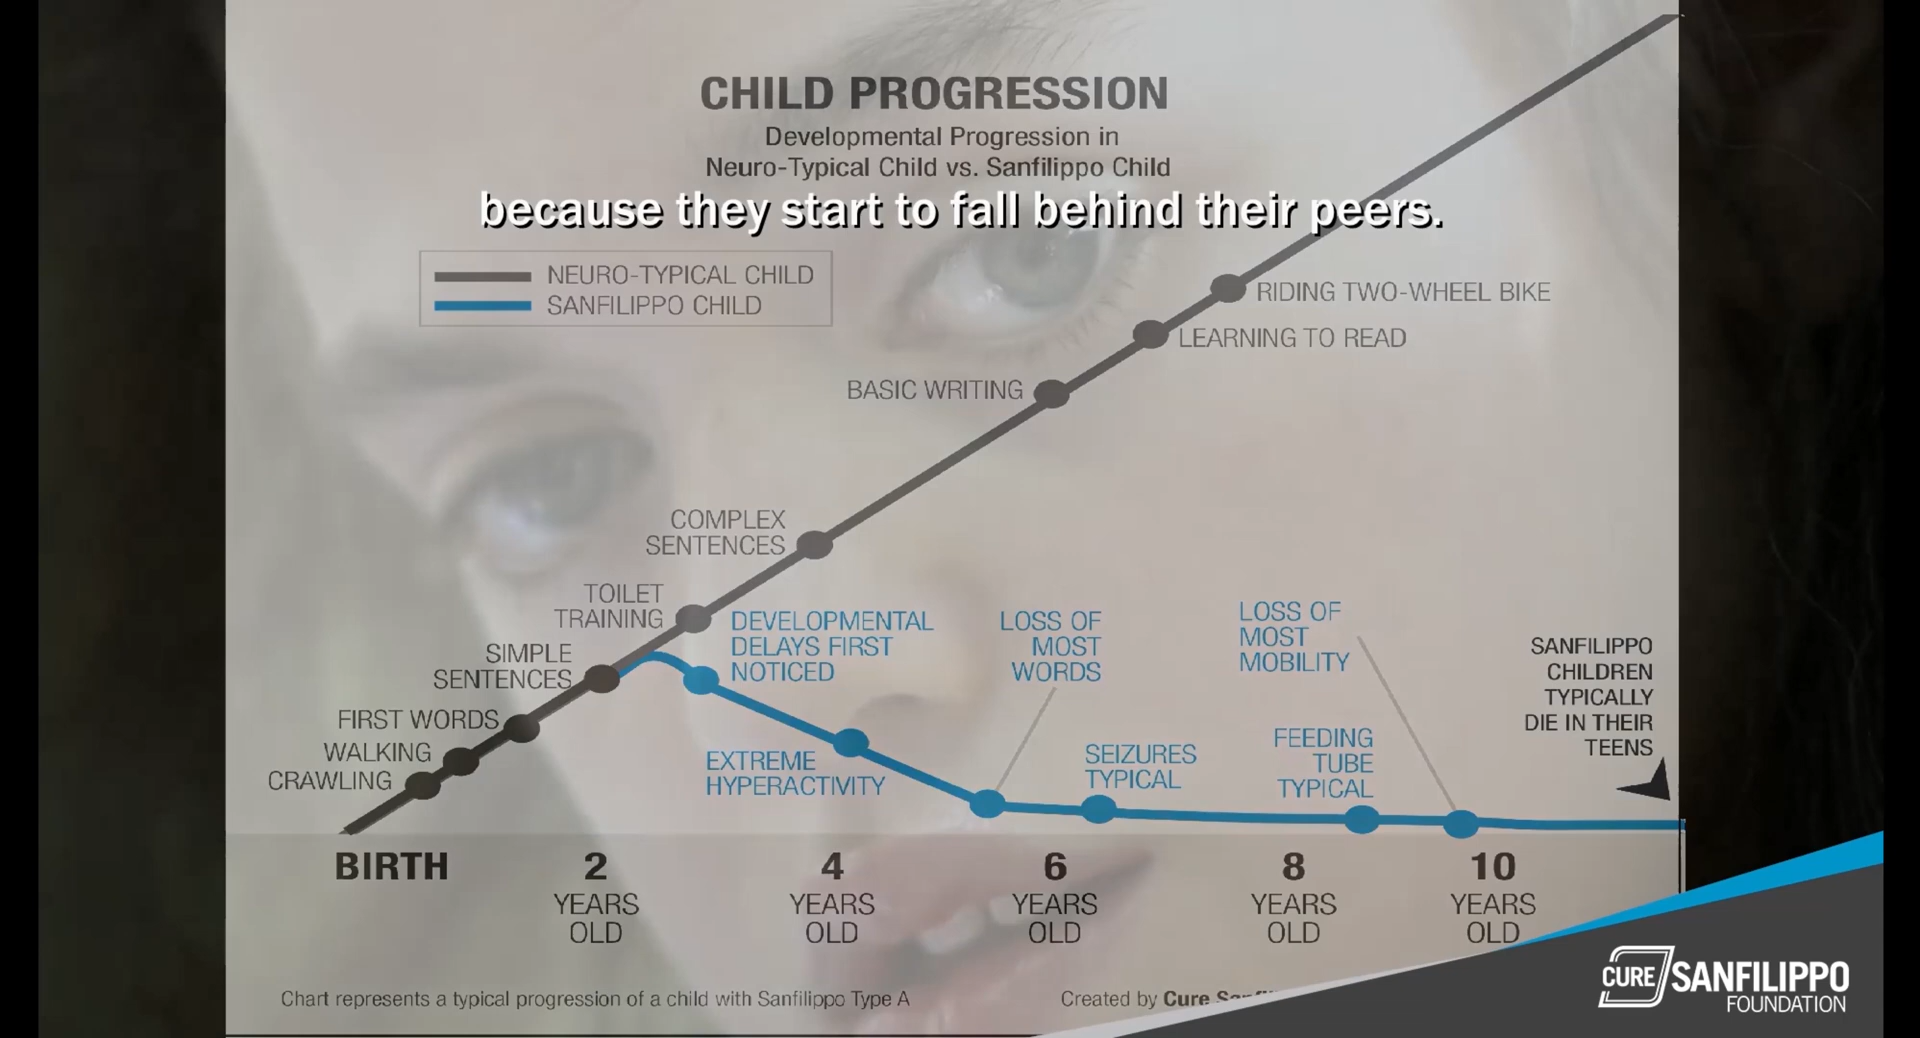 CHILD PROGRESSION
Developmental Progression in
Neuro-Typical Child vs. Sanfilippo Child
because they start to fall behind their peers.
NEURO-TYPICAL CHILD
SANFILIPPO CHILD
RIDING TWO-WHEEL BIKE
LEARNING TO READ
BASIC WRITING
COMPLEX
SENTENCES
TOILET
TRAINING
SIMPLE
SENTENCES
FIRST WORDS
WALKING
CRAWLING
DEVELOPMENTAL
DELAYS FIRST
NOTICED
EXTREME
HYPERACTIVITY
LOSS OF
MOST
WORDS
SEIZURES
TYPICAL
LOSS OF
MOST
MOBILITY
FEEDING
TUBE
TYPICAL
SANFILIPPO
CHILDREN
TYPICALLY
DIE IN THEIR
TEENS
BIRTH
2
YEARS
OLD
4
YEARS
OLD
6
YEARS
OLD
8
YEARS
OLD
10
YEARS
OLD
Chart represents a typical progression of a child with Sanfilippo Type A
Created by Cure
CURE SANFILIPPO
FOUNDATION